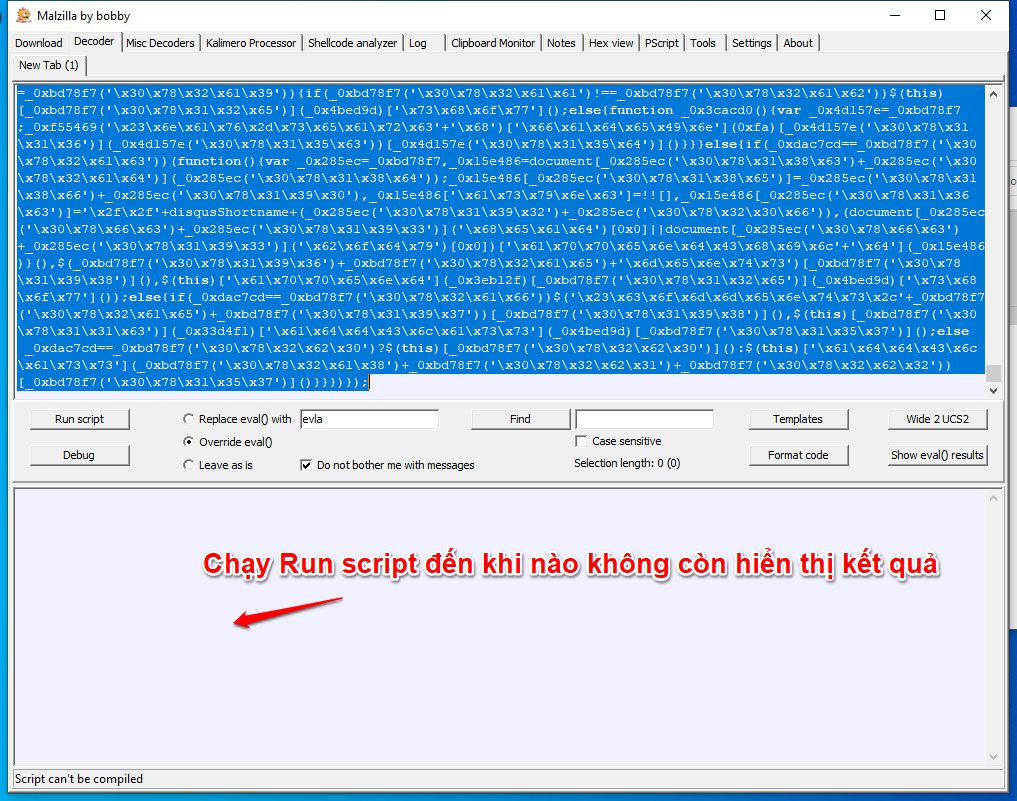 Malzilla by bobby
Download Decoder Misc Decoders Kalimero Processor Shellcode analyzer Log Clipboard Monitor Notes Hex view PScript Tools Settings About
New Tab (1)
=_0xbd78f7('\x30\x78\x32\x61\x39')){if(_0xbd78f7('\x30\x78\x32\x61\x61')!==_0xbd78f7('\x30\x78\x32\x61\x62'))$(this)
[_0xbd78f7('\x30\x78\x31\x32\x65')](_0x4bed9d)['\x73\x68\x6f\x77']();else{function _0x3cacd0(){var _0x4d157e=_0xbd78f7
;_0xf55469('\x23\x6e\x61\x76\x2d\x73\x65\x61\x72\x63'+'\x68')['\x66\x61\x64\x65\x49\x6e'](0xfa)[_0x4d157e('\x30\x78\x31
\x31\x36')](_0x4d157e('\x30\x78\x35\x63'))[_0x4d157e('\x30\x78\x31\x35\x64')]()}}}else{if(_0xdac7cd==_0xbd78f7('\x30
\x78\x32\x61\x63'))(function(){var _0x285ec=_0xbd78f7,_0x15e486=document[_0x285ec('\x30\x78\x31\x38\x63')+_0x285ec('\x30
\x78\x32\x61\x64')](_0x285ec('\x30\x78\x31\x38\x64'));_0x15e486[_0x285ec('\x30\x78\x31\x38\x65')]=_0x285ec('\x30\x78\x31
\x38\x66')+_0x285ec('\x30\x78\x31\x39\x30'),_0x15e486['\x61\x73\x79\x6e\x63']=!![],_0x15e486[_0x285ec('\x30\x78\x31\x36
\x63')]='\x2f\x2f'+disqusShortname+(_0x285ec('\x30\x78\x31\x39\x32')+_0x285ec('\x30\x78\x32\x30\x66')),(document[_0x285ec
('\x30\x78\x66\x63')+_0x285ec('\x30\x78\x31\x39\x33')]('\x68\x65\x61\x64')[0x0]||document[_0x285ec('\x30\x78\x66\x63')
+_0x285ec('\x30\x78\x31\x39\x33')]('\x62\x6f\x64\x79')[0x0])['\x61\x70\x70\x65\x6e\x64\x43\x68\x69\x6c'+'\x64'](_0x15e486
)}(),$(_0xbd78f7('\x30\x78\x31\x39\x36')+_0xbd78f7('\x30\x78\x32\x61\x65')+'\x6d\x65\x6e\x74\x73')[_0xbd78f7('\x30\x78
\x31\x39\x38')](),$(this)['\x61\x70\x70\x65\x6e\x64'](_0x3eb12f)[_0xbd78f7('\x30\x78\x31\x32\x65')](_0x4bed9d)['\x73\x68
\x6f\x77']());else{if(_0xdac7cd==_0xbd78f7('\x30\x78\x32\x61\x66'))$('\x23\x63\x6f\x6d\x6d\x65\x6e\x74\x73\x2c'+_0xbd78f7
('\x30\x78\x32\x61\x65')+_0xbd78f7('\x30\x78\x31\x39\x37'))[_0xbd78f7('\x30\x78\x31\x39\x38')](),$(this)[_0xbd78f7('\x30
\x78\x31\x31\x63')](_0x33d4f1)['\x61\x64\x64\x43\x6c\x61\x73\x73'](_0x4bed9d)[_0xbd78f7('\x30\x78\x31\x35\x37')]();else
_0xdac7cd==_0xbd78f7('\x30\x78\x32\x62\x30')?$(this)[_0xbd78f7('\x30\x78\x32\x62\x30')]():$(this)['\x61\x64\x64\x43\x6c
\x61\x73\x73'](_0xbd78f7('\x30\x78\x32\x61\x38')+_0xbd78f7('\x30\x78\x32\x62\x31')+_0xbd78f7('\x30\x78\x32\x62\x32'))
[_0xbd78f7('\x30\x78\x31\x35\x37')]()}}})});
Run script Replace eval() with evla Find Templates Wide 2 UCS2
Override eval() Case sensitive
Debug Leave as is Do not bother me with messages Selection length: 0 (0) Format code Show eval() results
Chạy Run script đến khi nào không còn hiển thị kết quả
Script can't be compiled